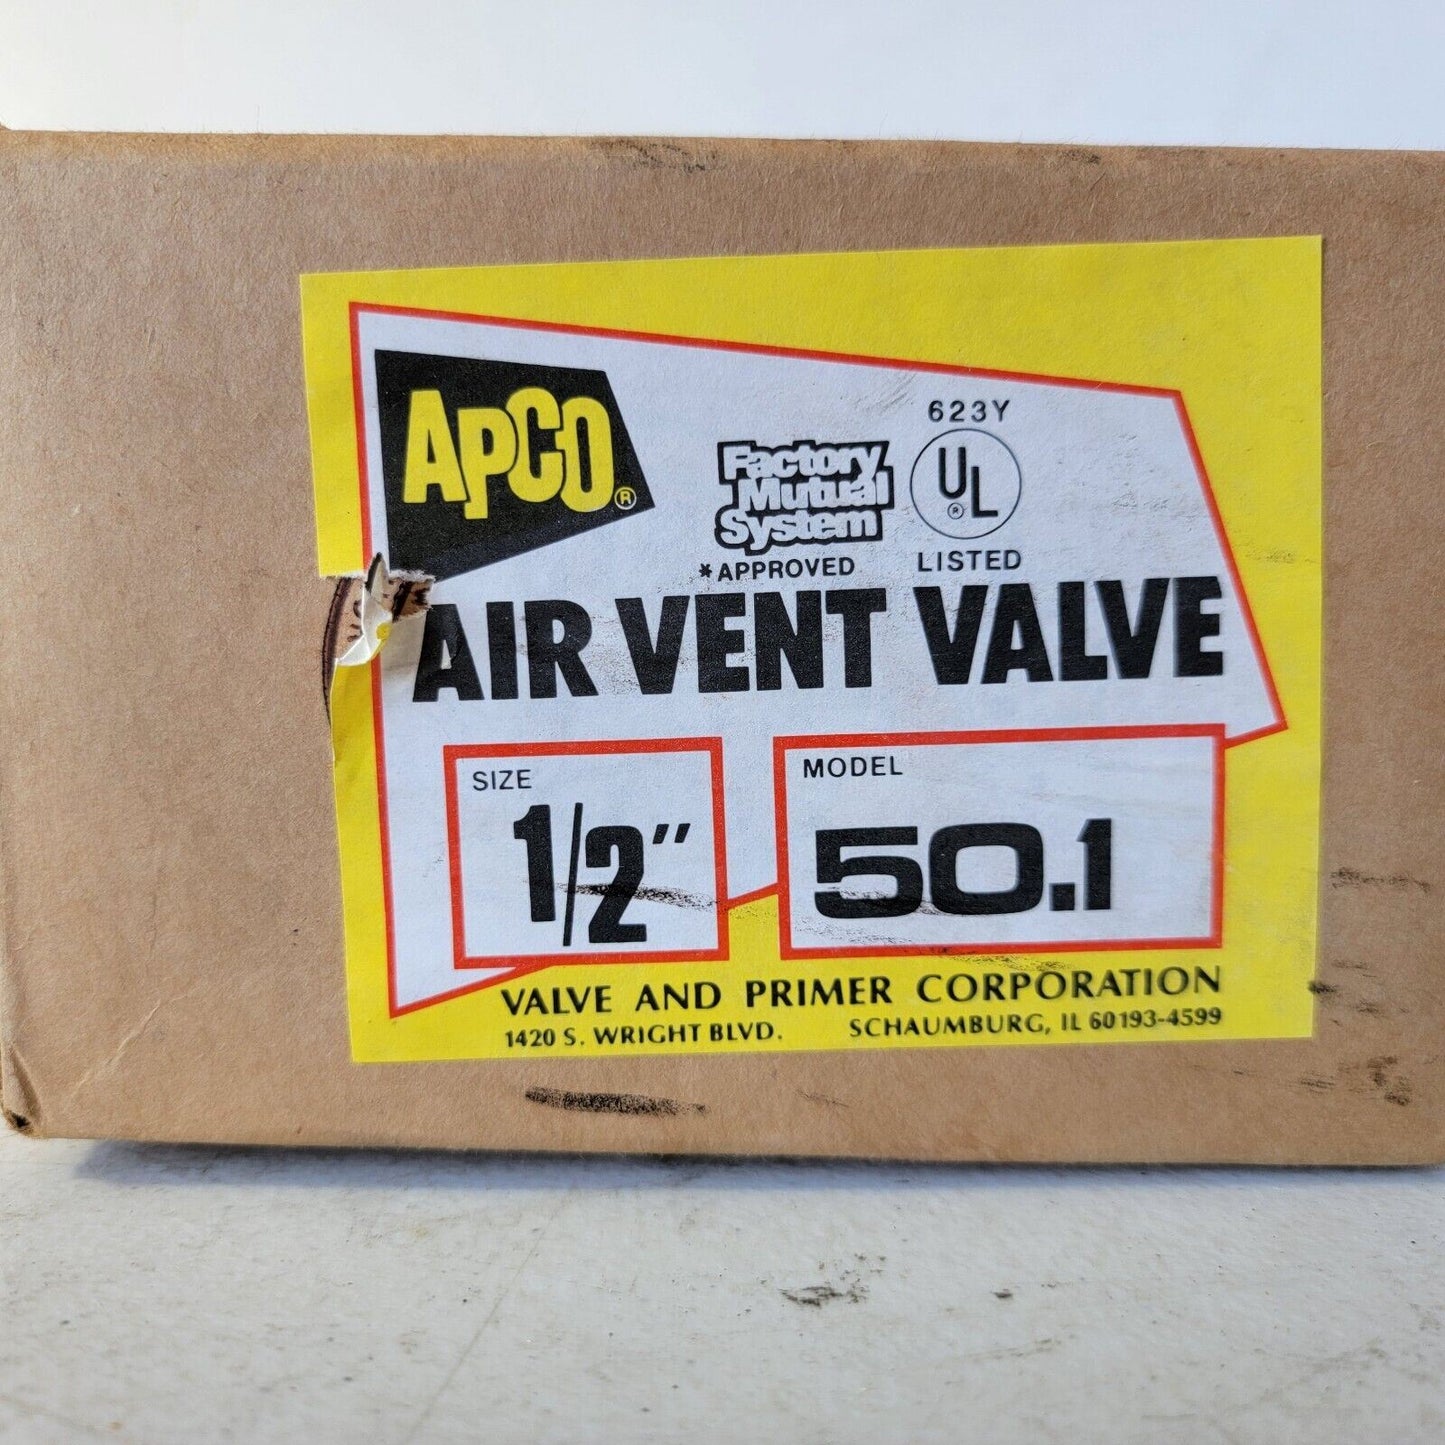 APCO®
Factory
Mutual
System
*APPROVED
623Y
UL®
LISTED
AIR VENT VALVE
SIZE
1/2"
MODEL
50.1
VALVE AND PRIMER CORPORATION
1420 S. WRIGHT BLVD. SCHAUMBURG, IL 60193-4599